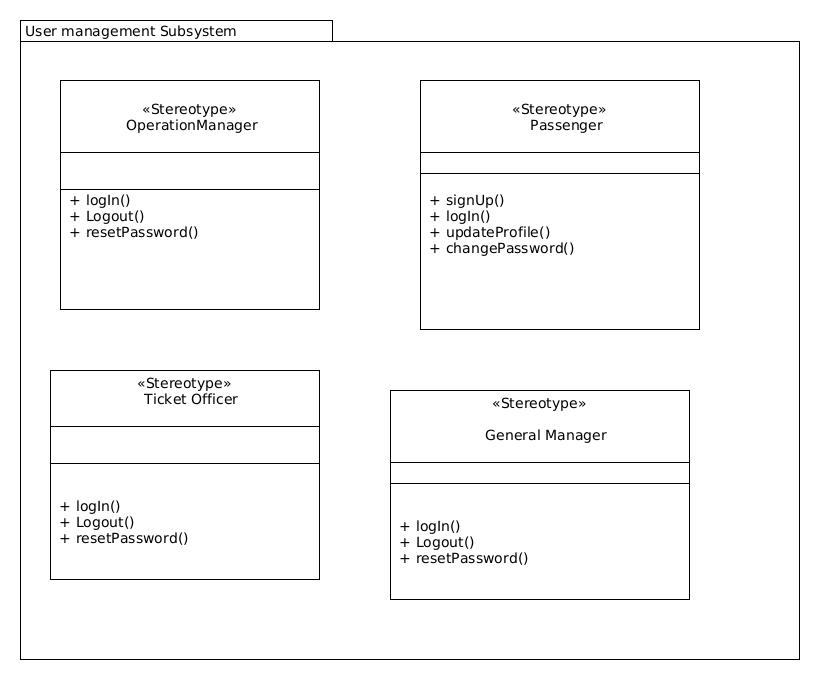 User management Subsystem
«Stereotype»
OperationManager
+ logIn()
+ Logout()
+ resetPassword()
«Stereotype»
Passenger
+ signUp()
+ logIn()
+ updateProfile()
+ changePassword()
«Stereotype»
Ticket Officer
+ logIn()
+ Logout()
+ resetPassword()
«Stereotype»
General Manager
+ logIn()
+ Logout()
+ resetPassword()